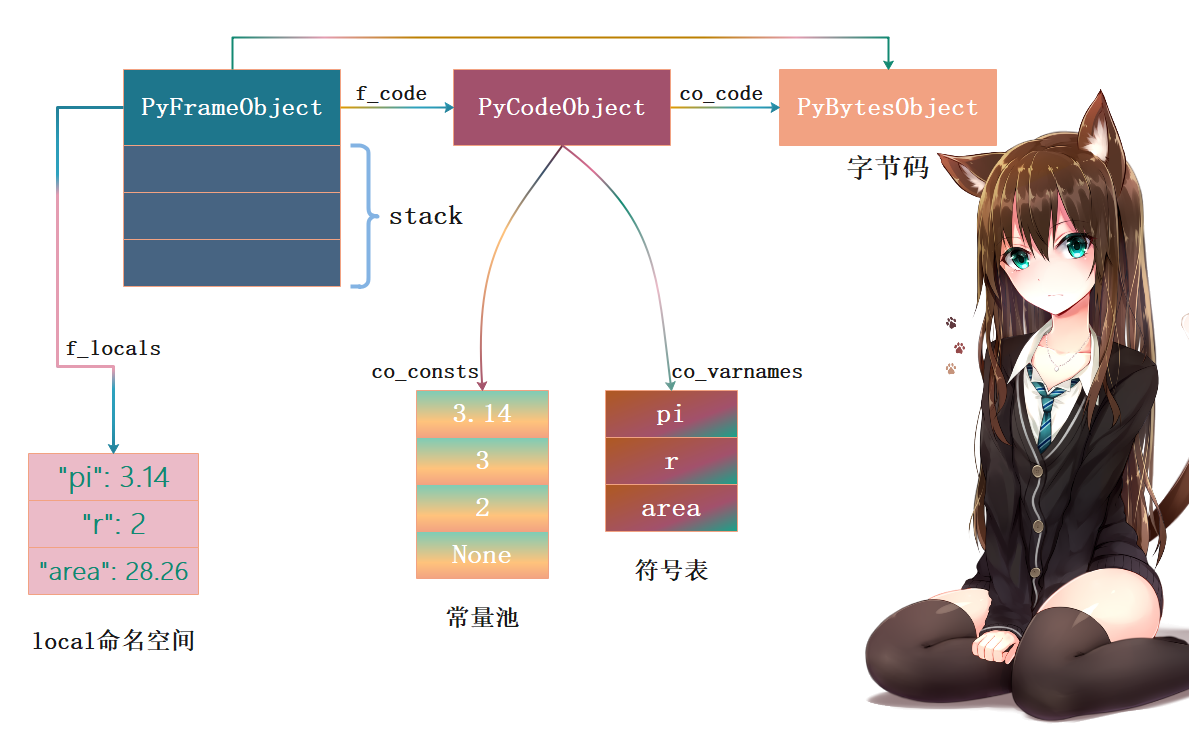 PyFrameObject
f_code
PyCodeObject
co_code
PyBytesObject
字节码
stack
f_locals
co_consts
co_varnames
3.14
3
2
None
pi
r
area
"pi": 3.14
"r": 2
"area": 28.26
符号表
常量池
local命名空间